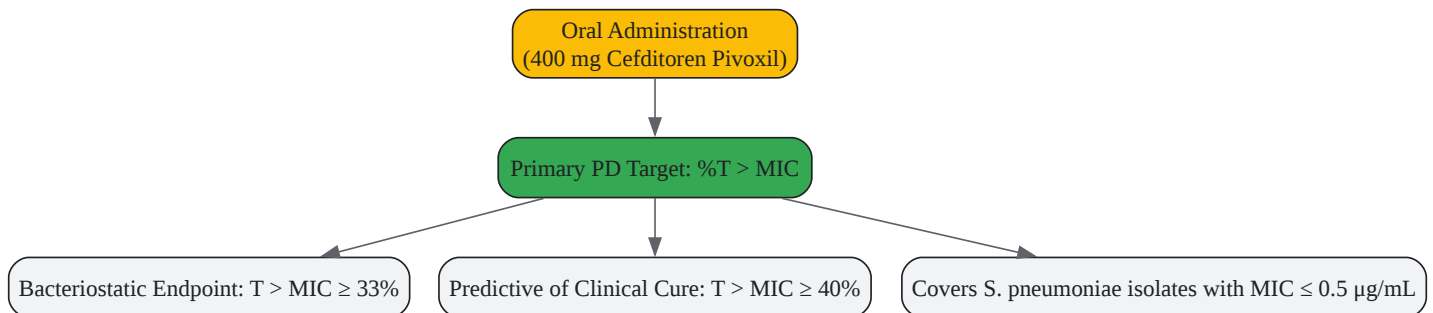 Oral Administration
(400 mg Cefditoren Pivoxil)
Primary PD Target: %T > MIC
Bacteriostatic Endpoint: T > MIC ≥ 33%
Predictive of Clinical Cure: T > MIC ≥ 40%
Covers S. pneumoniae isolates with MIC ≤ 0.5 μg/mL